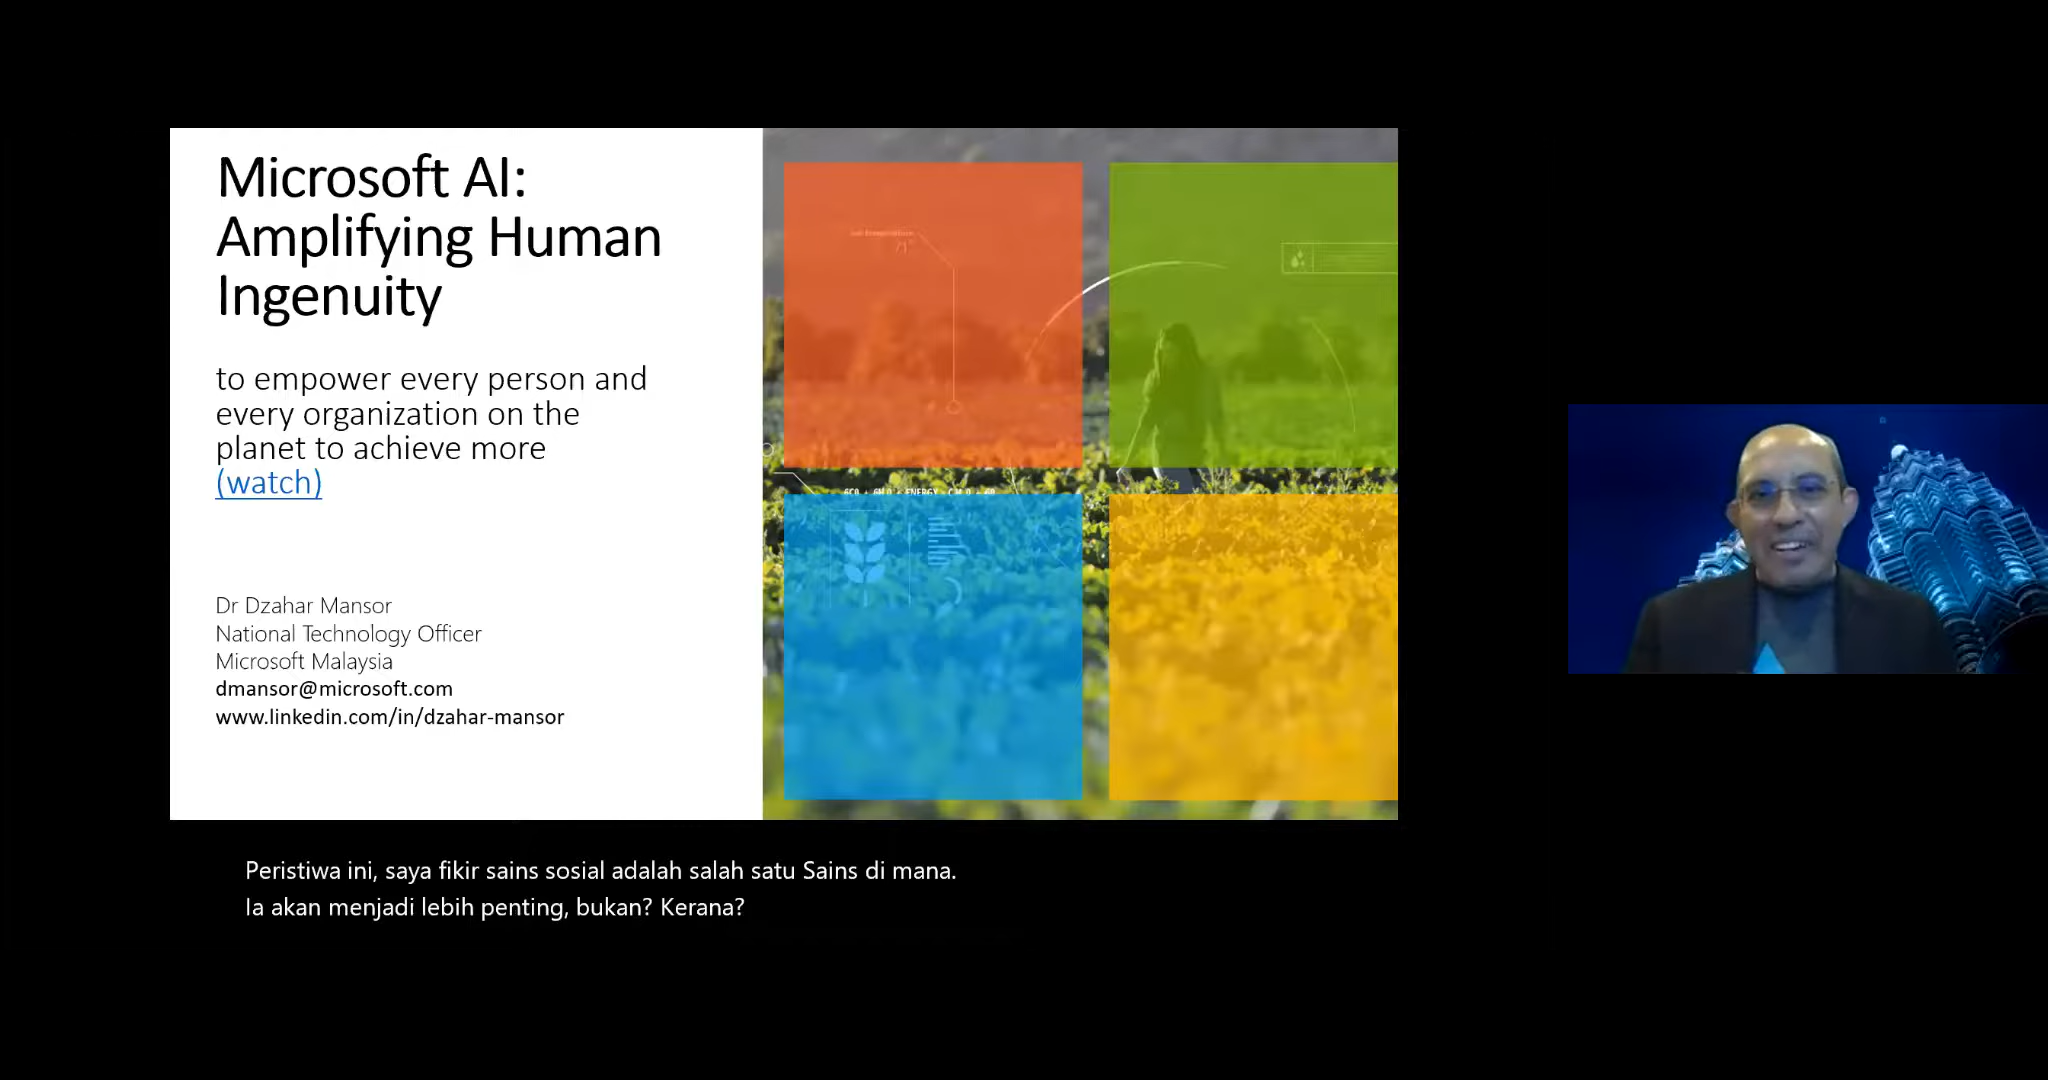 Microsoft AI:
Amplifying Human
Ingenuity
to empower every person and
every organization on the
planet to achieve more
(watch)
Dr Dzahar Mansor
National Technology Officer
Microsoft Malaysia
dmansor@microsoft.com
www.linkedin.com/in/dzahar-mansor
Peristiwa ini, saya fikir sains sosial adalah salah satu Sains di mana.
Ia akan menjadi lebih penting, bukan? Kerana?